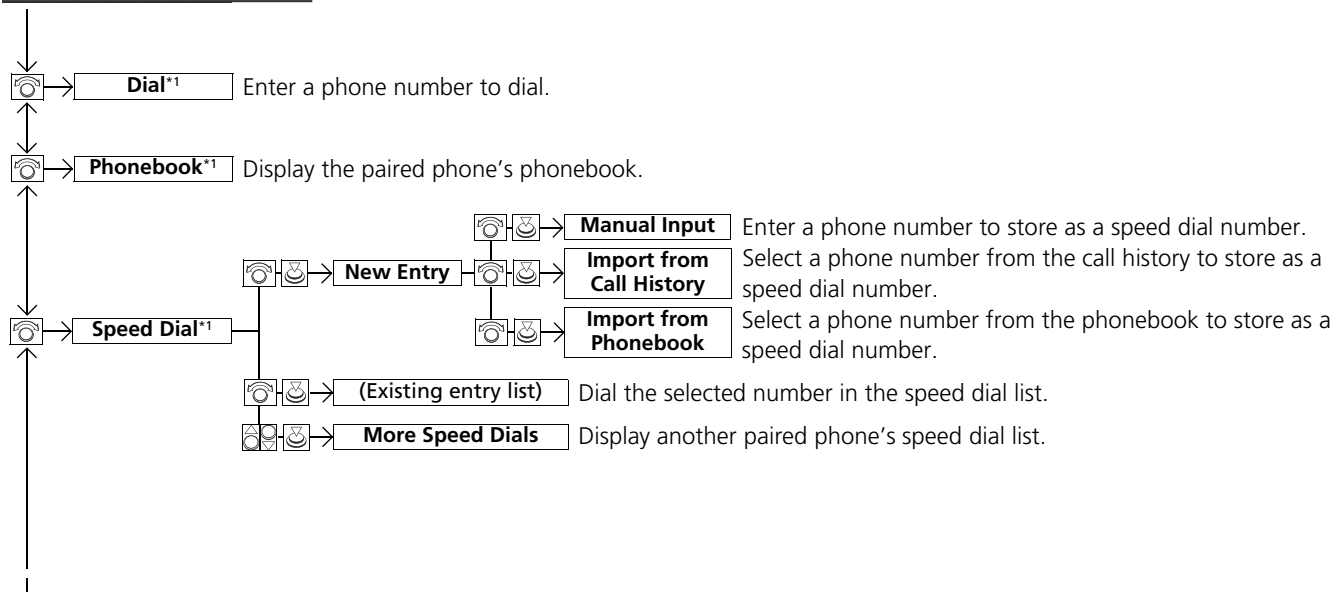 Dial*1 Enter a phone number to dial.
Phonebook*1 Display the paired phone’s phonebook.
Manual Input Enter a phone number to store as a speed dial number.
New Entry
Import from
Call History
Select a phone number from the call history to store as a
speed dial number.
Speed Dial*1
Import from
Phonebook
Select a phone number from the phonebook to store as a
speed dial number.
(Existing entry list) Dial the selected number in the speed dial list.
More Speed Dials Display another paired phone’s speed dial list.